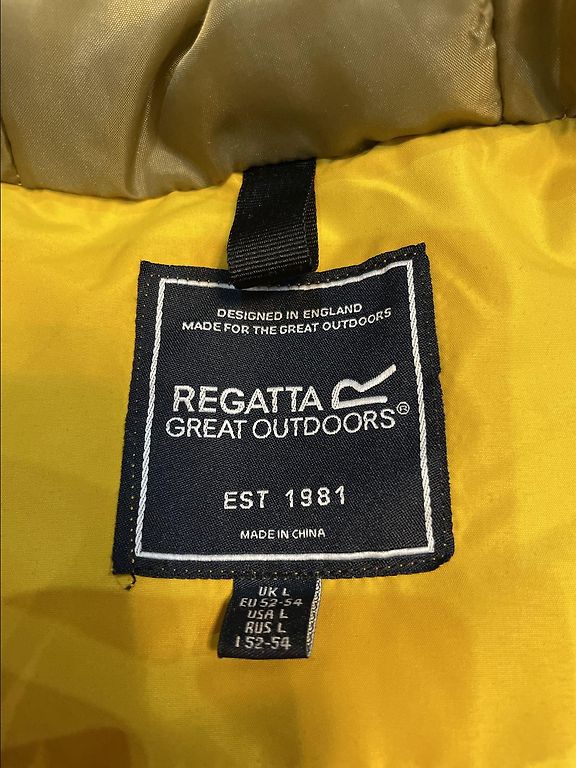 DESIGNED IN ENGLAND
MADE FOR THE GREAT OUTDOORS
REGATTA
GREAT OUTDOORS®
EST 1981
MADE IN CHINA
UK L
EU 52-54
USA L
RUS L
I 52-54